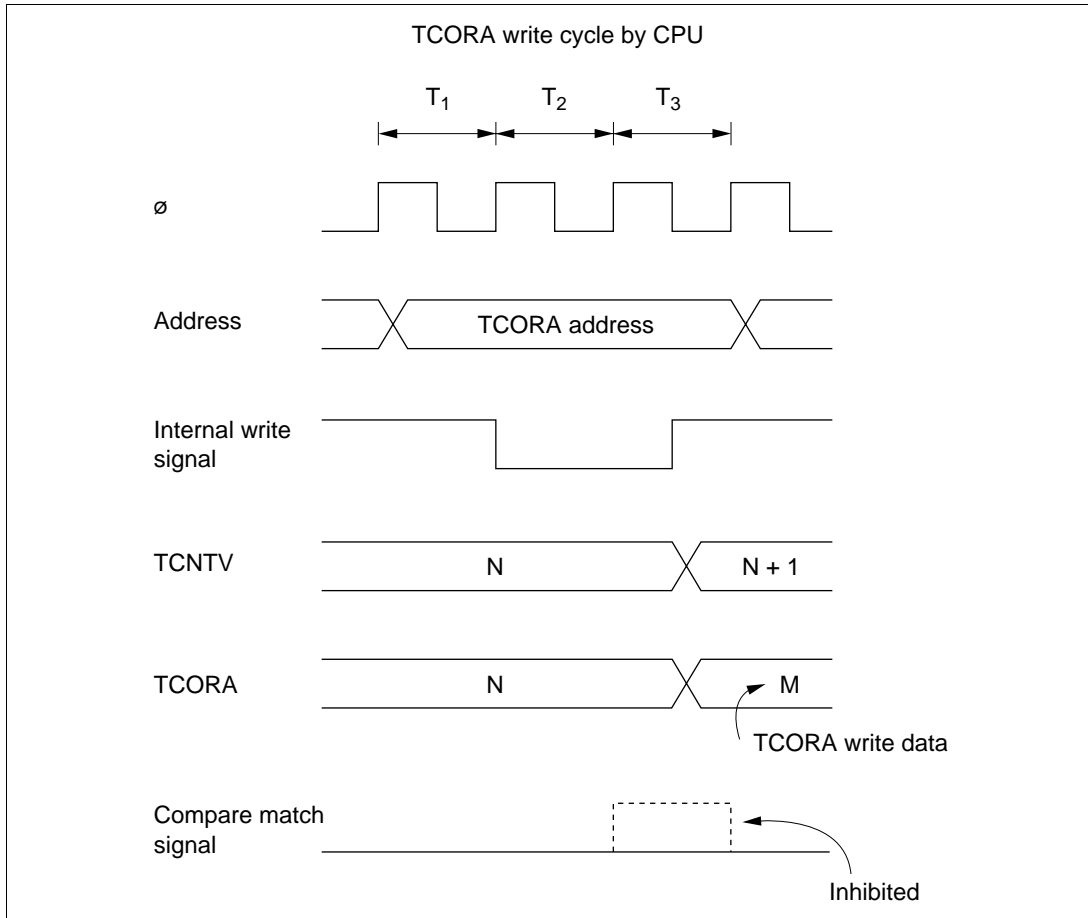 TCORA write cycle by CPU
T1 T2 T3
ø
Address
TCORA address
Internal write
signal
TCNTV
N
N + 1
TCORA
N
M
TCORA write data
Compare match
signal
Inhibited